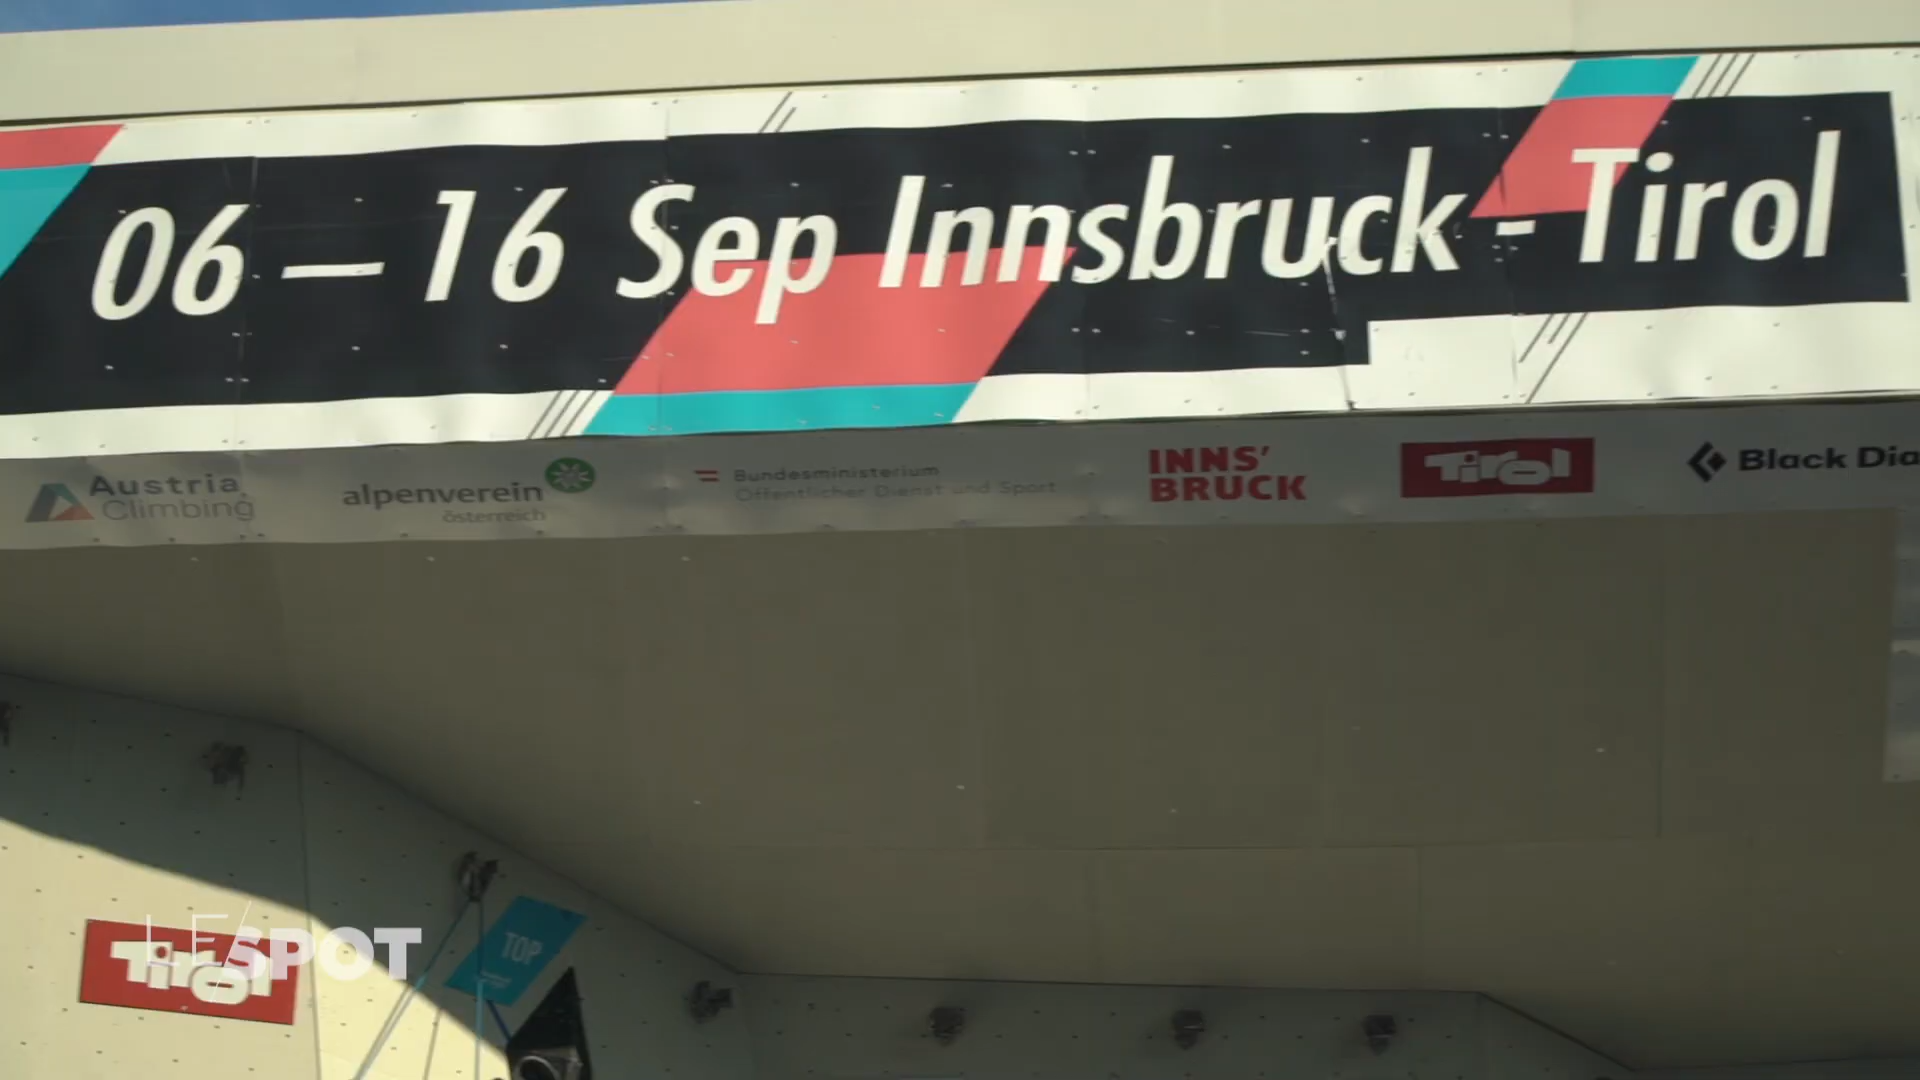 06 — 16 Sep Innsbruck - Tirol
Austria
Climbing
alpenverein
österreich
Bundesministerium
Öffentlicher Dienst und Sport
INNS'
BRUCK
Tirol
Black Dia
Tirol
LE/SPOT
TOP